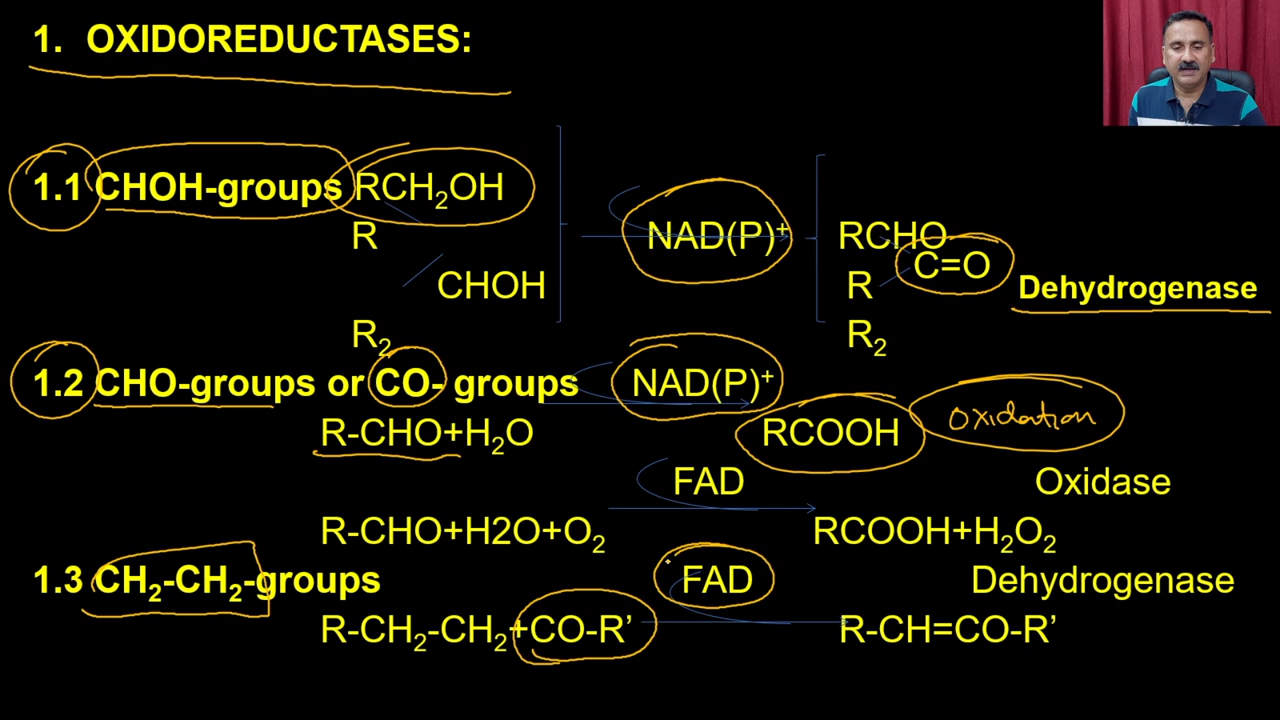 1. OXIDOREDUCTASES:
1.1 CHOH-groups RCH₂OH
R NAD(P)⁺ RCHO
C=O
CHOH R Dehydrogenase
R₂ R₂
1.2 CHO-groups or CO- groups NAD(P)⁺
oxidation
R-CHO+H₂O RCOOH
FAD Oxidase
R-CHO+H2O+O₂ RCOOH+H₂O₂
1.3 CH₂-CH₂-groups FAD Dehydrogenase
R-CH₂-CH₂+CO-R’ R-CH=CO-R’